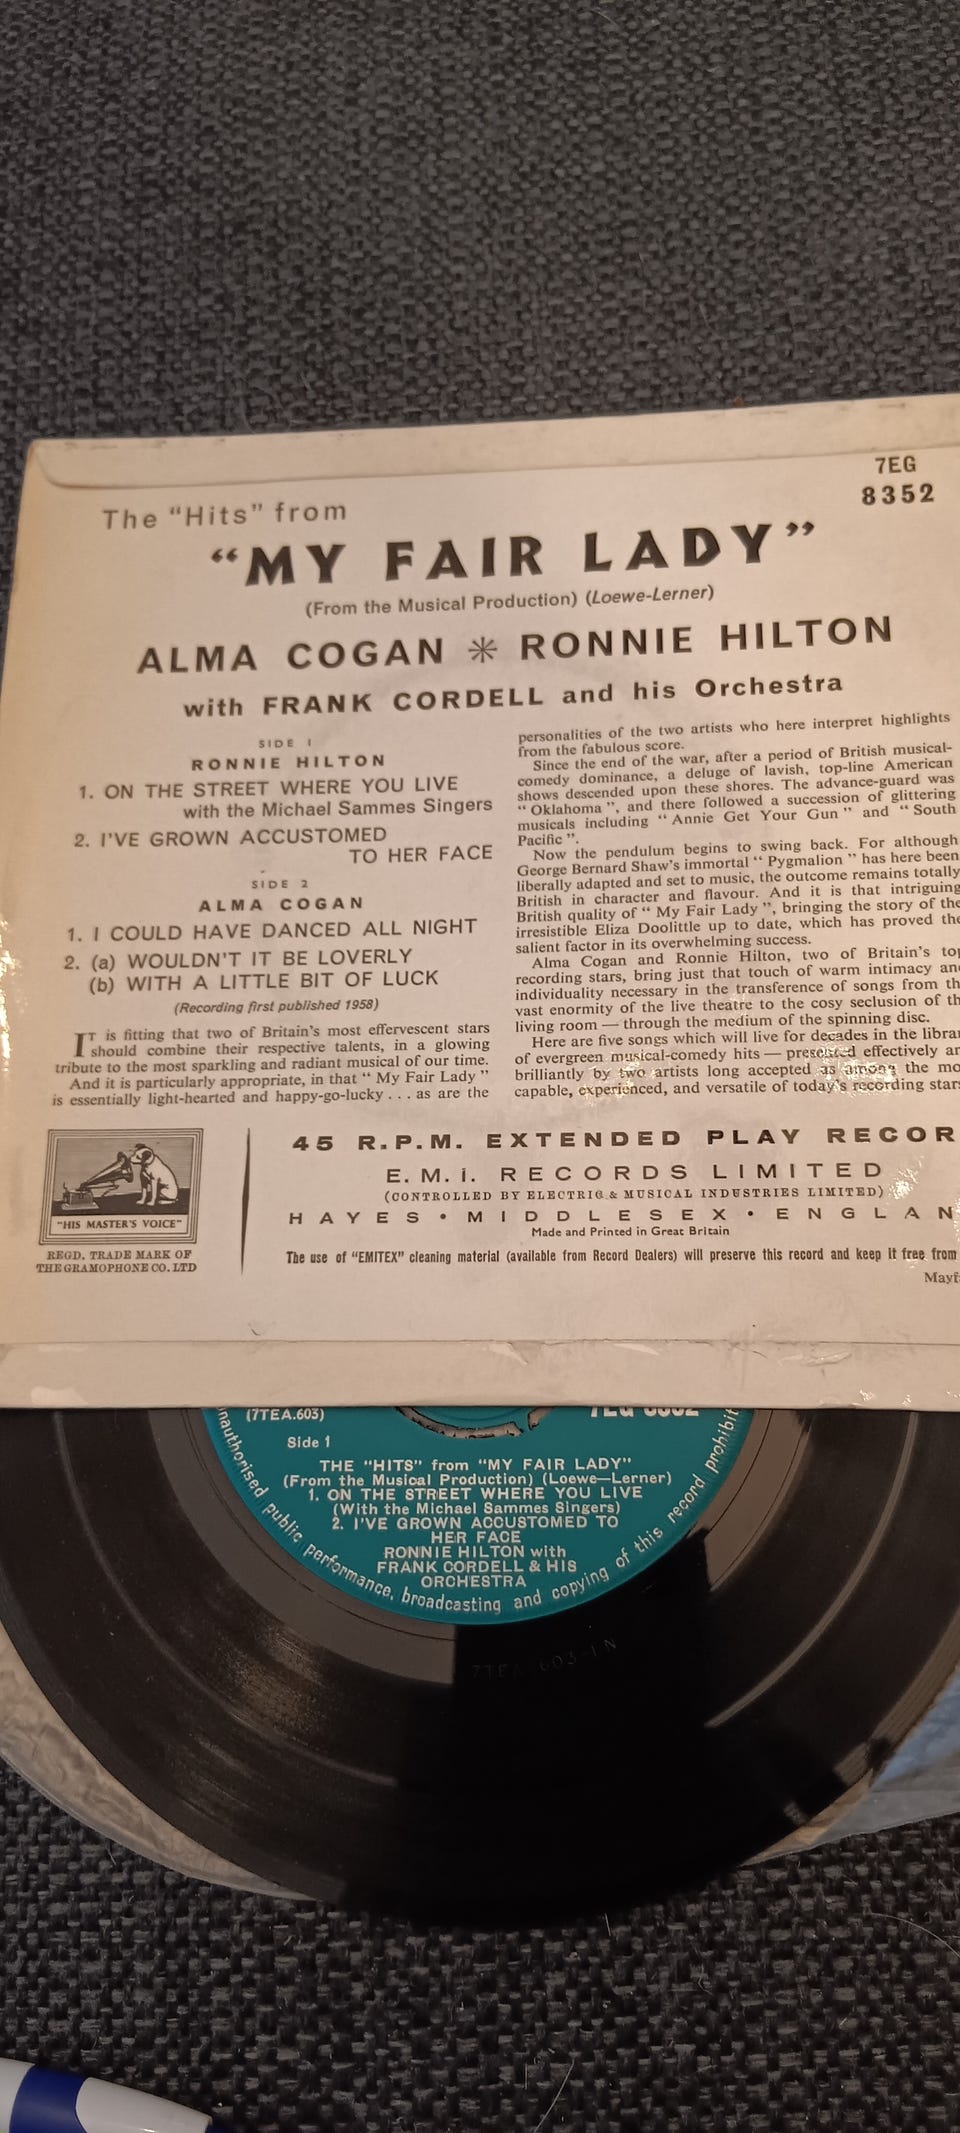 7EG
8352
The "Hits" from
"MY FAIR LADY"
(From the Musical Production) (Loewe-Lerner)
ALMA COGAN ✳ RONNIE HILTON
with FRANK CORDELL and his Orchestra
SIDE 1
RONNIE HILTON
1. ON THE STREET WHERE YOU LIVE
with the Michael Sammes Singers
2. I'VE GROWN ACCUSTOMED
TO HER FACE
SIDE 2
ALMA COGAN
1. I COULD HAVE DANCED ALL NIGHT
2. (a) WOULDN'T IT BE LOVERLY
(b) WITH A LITTLE BIT OF LUCK
(Recording first published 1958)
IT is fitting that two of Britain's most effervescent stars
should combine their respective talents, in a glowing
tribute to the most sparkling and radiant musical of our time.
And it is particularly appropriate, in that "My Fair Lady"
is essentially light-hearted and happy-go-lucky . . . as are the
personalities of the two artists who here interpret highlights
from the fabulous score.
Since the end of the war, after a period of British musical-
comedy dominance, a deluge of lavish, top-line American
shows descended upon these shores. The advance-guard was
"Oklahoma", and there followed a succession of glittering
musicals including "Annie Get Your Gun" and "South
Pacific".
Now the pendulum begins to swing back. For although
George Bernard Shaw's immortal "Pygmalion" has here been
liberally adapted and set to music, the outcome remains totally
British in character and flavour. And it is that intriguing
British quality of "My Fair Lady", bringing the story of the
irresistible Eliza Doolittle up to date, which has proved the
salient factor in its overwhelming success.
Alma Cogan and Ronnie Hilton, two of Britain's top
recording stars, bring just that touch of warm intimacy and
individuality necessary in the transference of songs from th
vast enormity of the live theatre to the cosy seclusion of th
living room — through the medium of the spinning disc.
Here are five songs which will live for decades in the librar
of evergreen musical-comedy hits — presented effectively an
brilliantly by two artists long accepted as among the mo
capable, experienced, and versatile of today's recording stars
"HIS MASTER'S VOICE"
REGD. TRADE MARK OF
THE GRAMOPHONE CO. LTD
45 R.P.M. EXTENDED PLAY RECOR
E.M.I. RECORDS LIMITED
(CONTROLLED BY ELECTRIC & MUSICAL INDUSTRIES LIMITED)
HAYES • MIDDLESEX • ENGLAN
Made and Printed in Great Britain
The use of "EMITEX" cleaning material (available from Record Dealers) will preserve this record and keep it free from
Mayf
(7TEA.603)
7EG 8352
Side 1
THE "HITS" from "MY FAIR LADY"
(From the Musical Production) (Loewe—Lerner)
1. ON THE STREET WHERE YOU LIVE
(With the Michael Sammes Singers)
2. I'VE GROWN ACCUSTOMED TO
HER FACE
RONNIE HILTON with
FRANK CORDELL & HIS
ORCHESTRA
nauthorised public performance, broadcasting and copying of this record prohibit
7TEA 603-1N